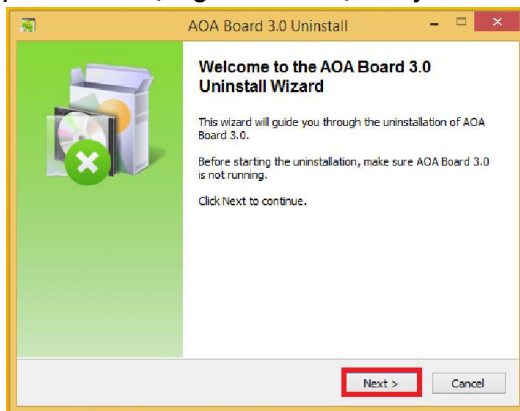 AOA Board 3.0 Uninstall
Welcome to the AOA Board 3.0
Uninstall Wizard
This wizard will guide you through the uninstallation of AOA
Board 3.0.
Before starting the uninstallation, make sure AOA Board 3.0
is not running.
Click Next to continue.
Next >
Cancel